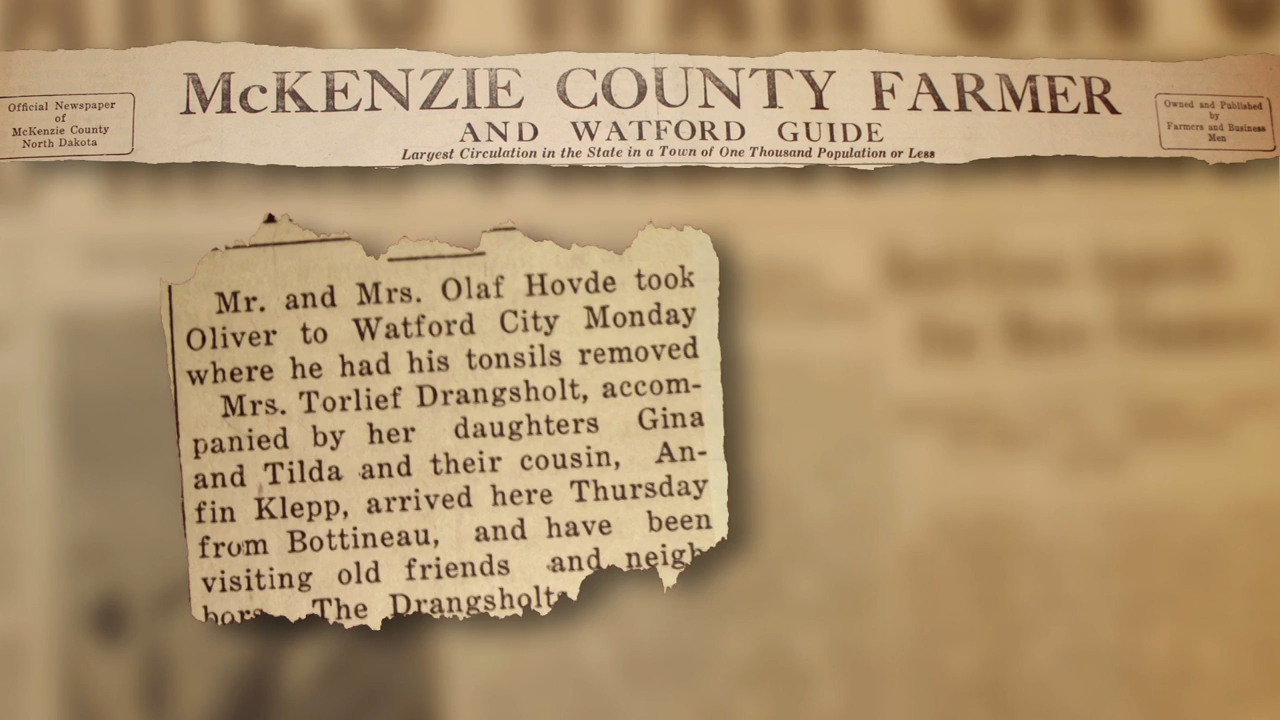 Official Newspaper
of
McKenzie County
North Dakota
McKENZIE COUNTY FARMER
AND WATFORD GUIDE
Largest Circulation in the State in a Town of One Thousand Population or Less
Owned and Published
by
Farmers and Business
Men
Mr. and Mrs. Olaf Hovde took
Oliver to Watford City Monday
where he had his tonsils removed
Mrs. Torlief Drangsholt, accom-
panied by her daughters Gina
and Tilda and their cousin, An-
fin Klepp, arrived here Thursday
from Bottineau, and have been
visiting old friends and neigh-
bors. The Drangsholts